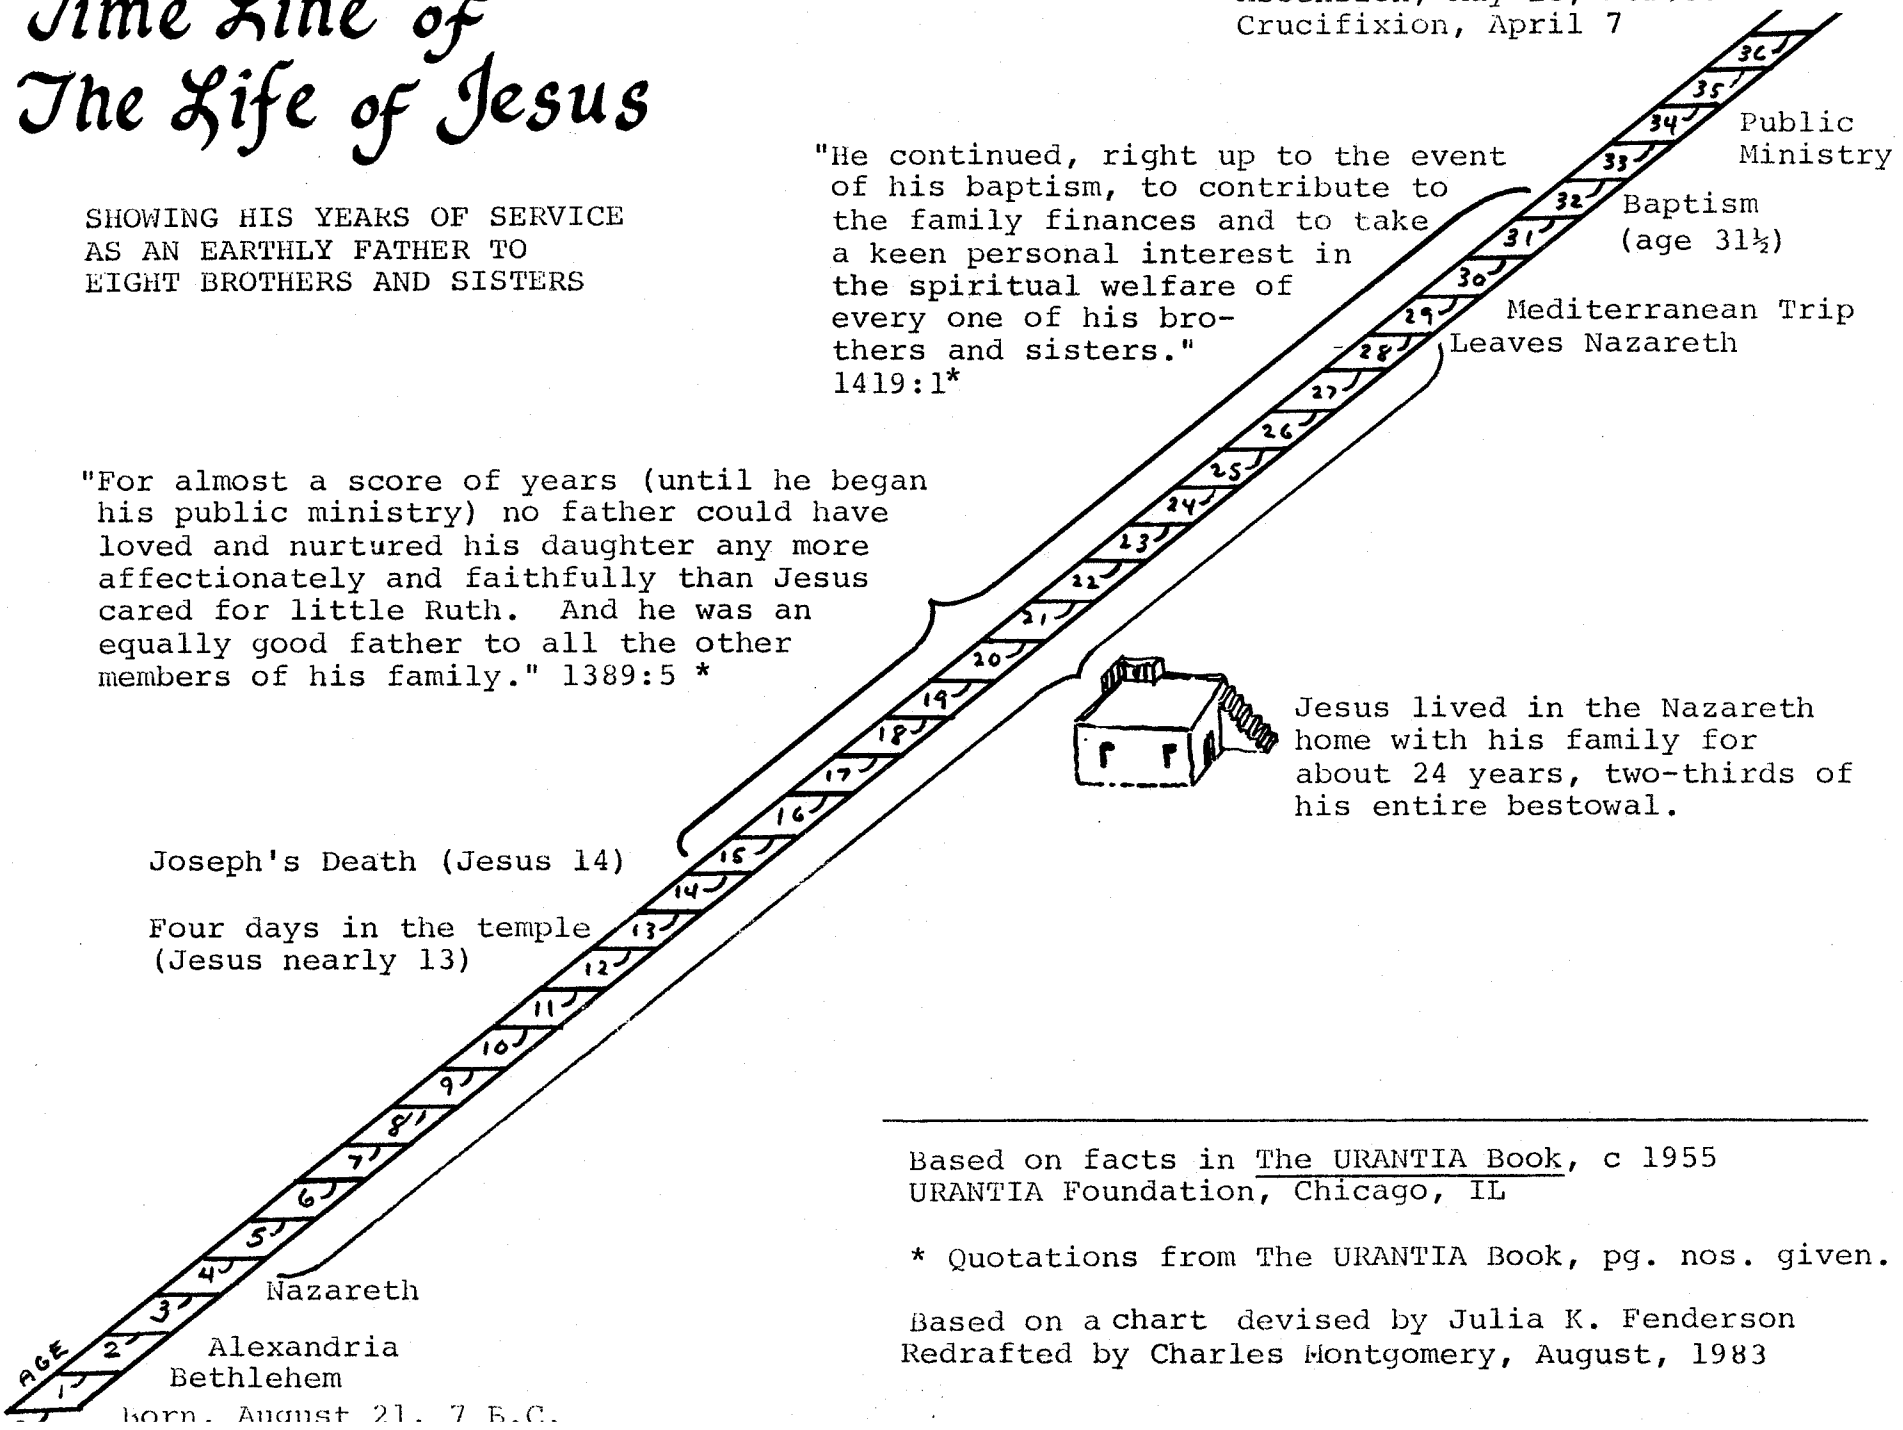 Time Line of
The Life of Jesus
SHOWING HIS YEARS OF SERVICE
AS AN EARTHLY FATHER TO
EIGHT BROTHERS AND SISTERS
Crucifixion, April 7
"He continued, right up to the event
of his baptism, to contribute to
the family finances and to take
a keen personal interest in
the spiritual welfare of
every one of his bro-
thers and sisters."
1419:1*
Public
Ministry
Baptism
(age 31½)
Mediterranean Trip
Leaves Nazareth
"For almost a score of years (until he began
his public ministry) no father could have
loved and nurtured his daughter any more
affectionately and faithfully than Jesus
cared for little Ruth. And he was an
equally good father to all the other
members of his family." 1389:5 *
Jesus lived in the Nazareth
home with his family for
about 24 years, two-thirds of
his entire bestowal.
Joseph's Death (Jesus 14)
Four days in the temple
(Jesus nearly 13)
36
35
34
33
32
31
30
29
28
27
26
25
24
23
22
21
20
19
18
17
16
15
14
13
12
11
10
9
8
7
6
5
4
3
2
1
AGE
Nazareth
Alexandria
Bethlehem
Born, August 21, 7 B.C.
Based on facts in The URANTIA Book, c 1955
URANTIA Foundation, Chicago, IL
* Quotations from The URANTIA Book, pg. nos. given.
Based on a chart devised by Julia K. Fenderson
Redrafted by Charles Montgomery, August, 1983